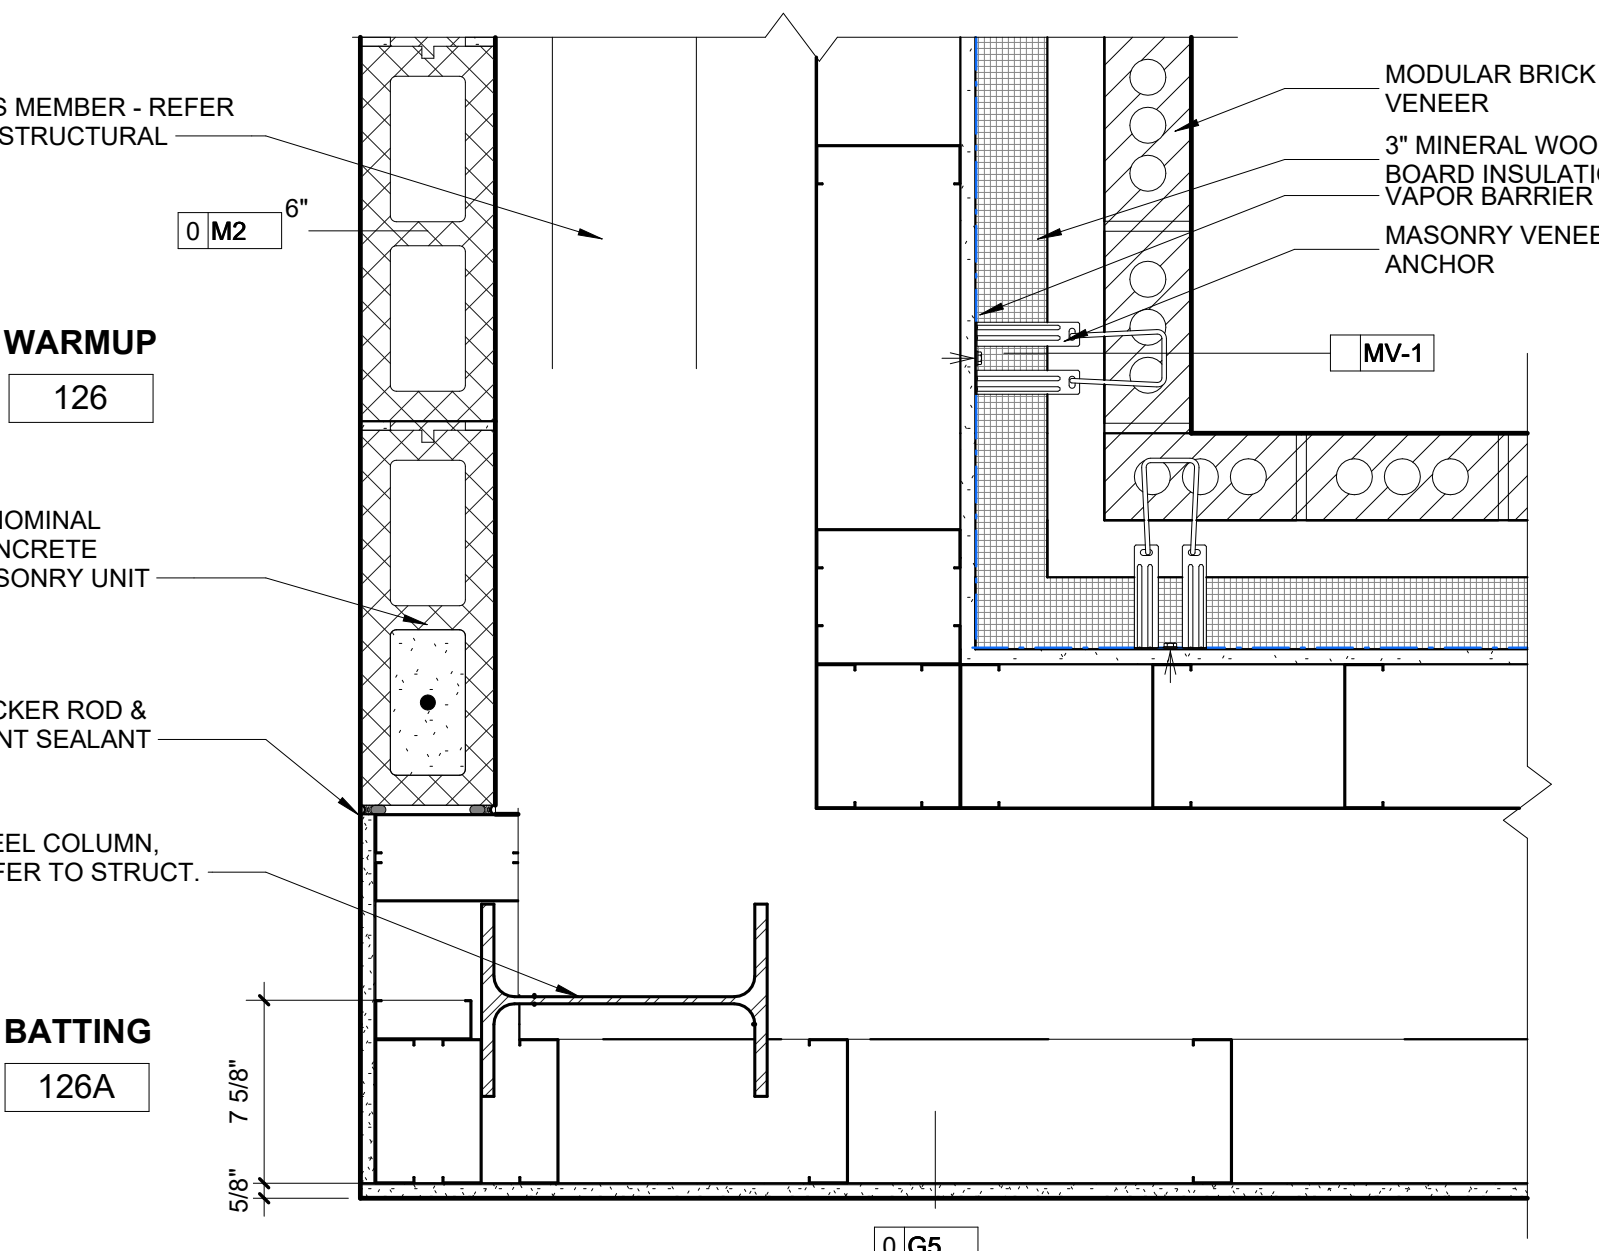 S MEMBER - REFER
STRUCTURAL
6"
0 M2
WARMUP
126
NOMINAL
NCRETE
SONRY UNIT
CKER ROD &
NT SEALANT
EEL COLUMN,
FER TO STRUCT.
BATTING
126A
7 5/8"
5/8"
0 G5
MODULAR BRICK
VENEER
3" MINERAL WOO
BOARD INSULATIO
VAPOR BARRIER
MASONRY VENEE
ANCHOR
MV-1